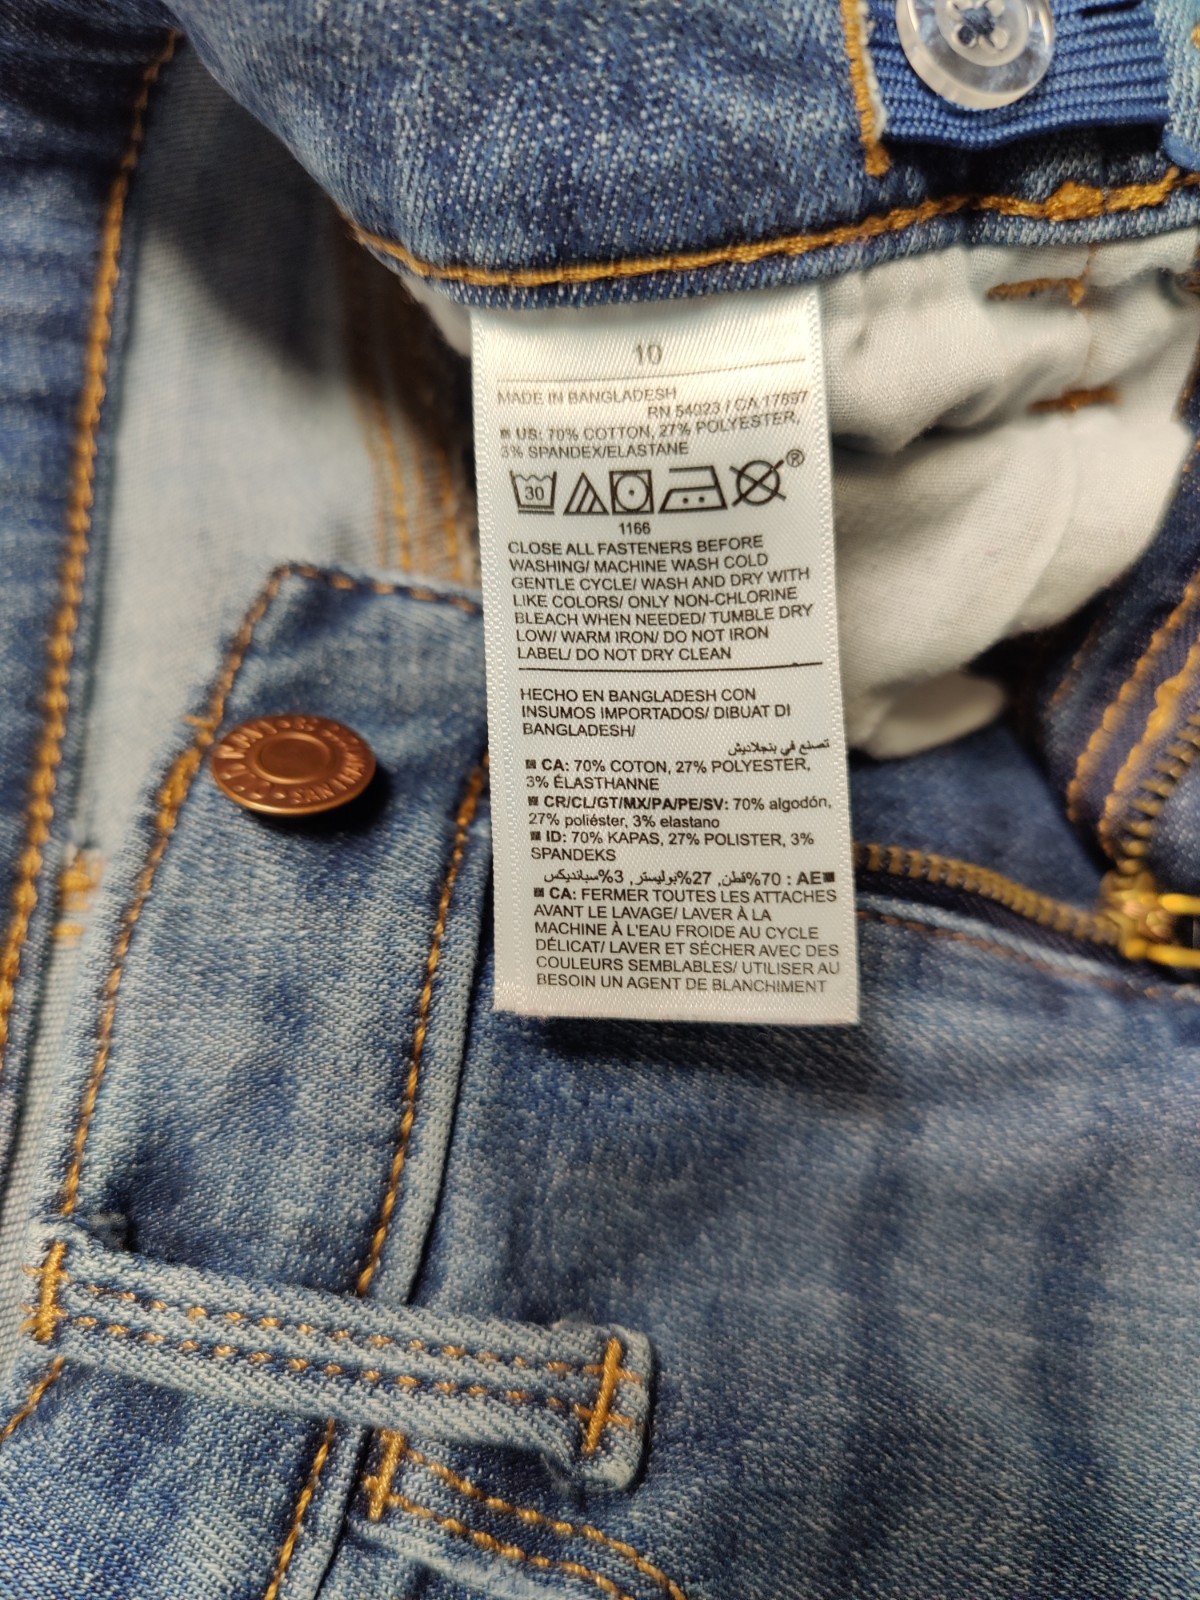 10
MADE IN BANGLADESH
RN 54023 / CA 17897
US: 70% COTTON, 27% POLYESTER,
3% SPANDEX/ELASTANE
30
®
1166
CLOSE ALL FASTENERS BEFORE
WASHING/ MACHINE WASH COLD
GENTLE CYCLE/ WASH AND DRY WITH
LIKE COLORS/ ONLY NON-CHLORINE
BLEACH WHEN NEEDED/ TUMBLE DRY
LOW/ WARM IRON/ DO NOT IRON
LABEL/ DO NOT DRY CLEAN
HECHO EN BANGLADESH CON
INSUMOS IMPORTADOS/ DIBUAT DI
BANGLADESH/
تصنع في بنجلاديش
CA: 70% COTON, 27% POLYESTER,
3% ÉLASTHANNE
CR/CL/GT/MX/PA/PE/SV: 70% algodón,
27% poliéster, 3% elastano
ID: 70% KAPAS, 27% POLISTER, 3%
SPANDEKS
AE : 70%قطن, 27%بوليستر, 3%سبانديكس
CA: FERMER TOUTES LES ATTACHES
AVANT LE LAVAGE/ LAVER À LA
MACHINE À L'EAU FROIDE AU CYCLE
DÉLICAT/ LAVER ET SÉCHER AVEC DES
COULEURS SEMBLABLES/ UTILISER AU
BESOIN UN AGENT DE BLANCHIMENT